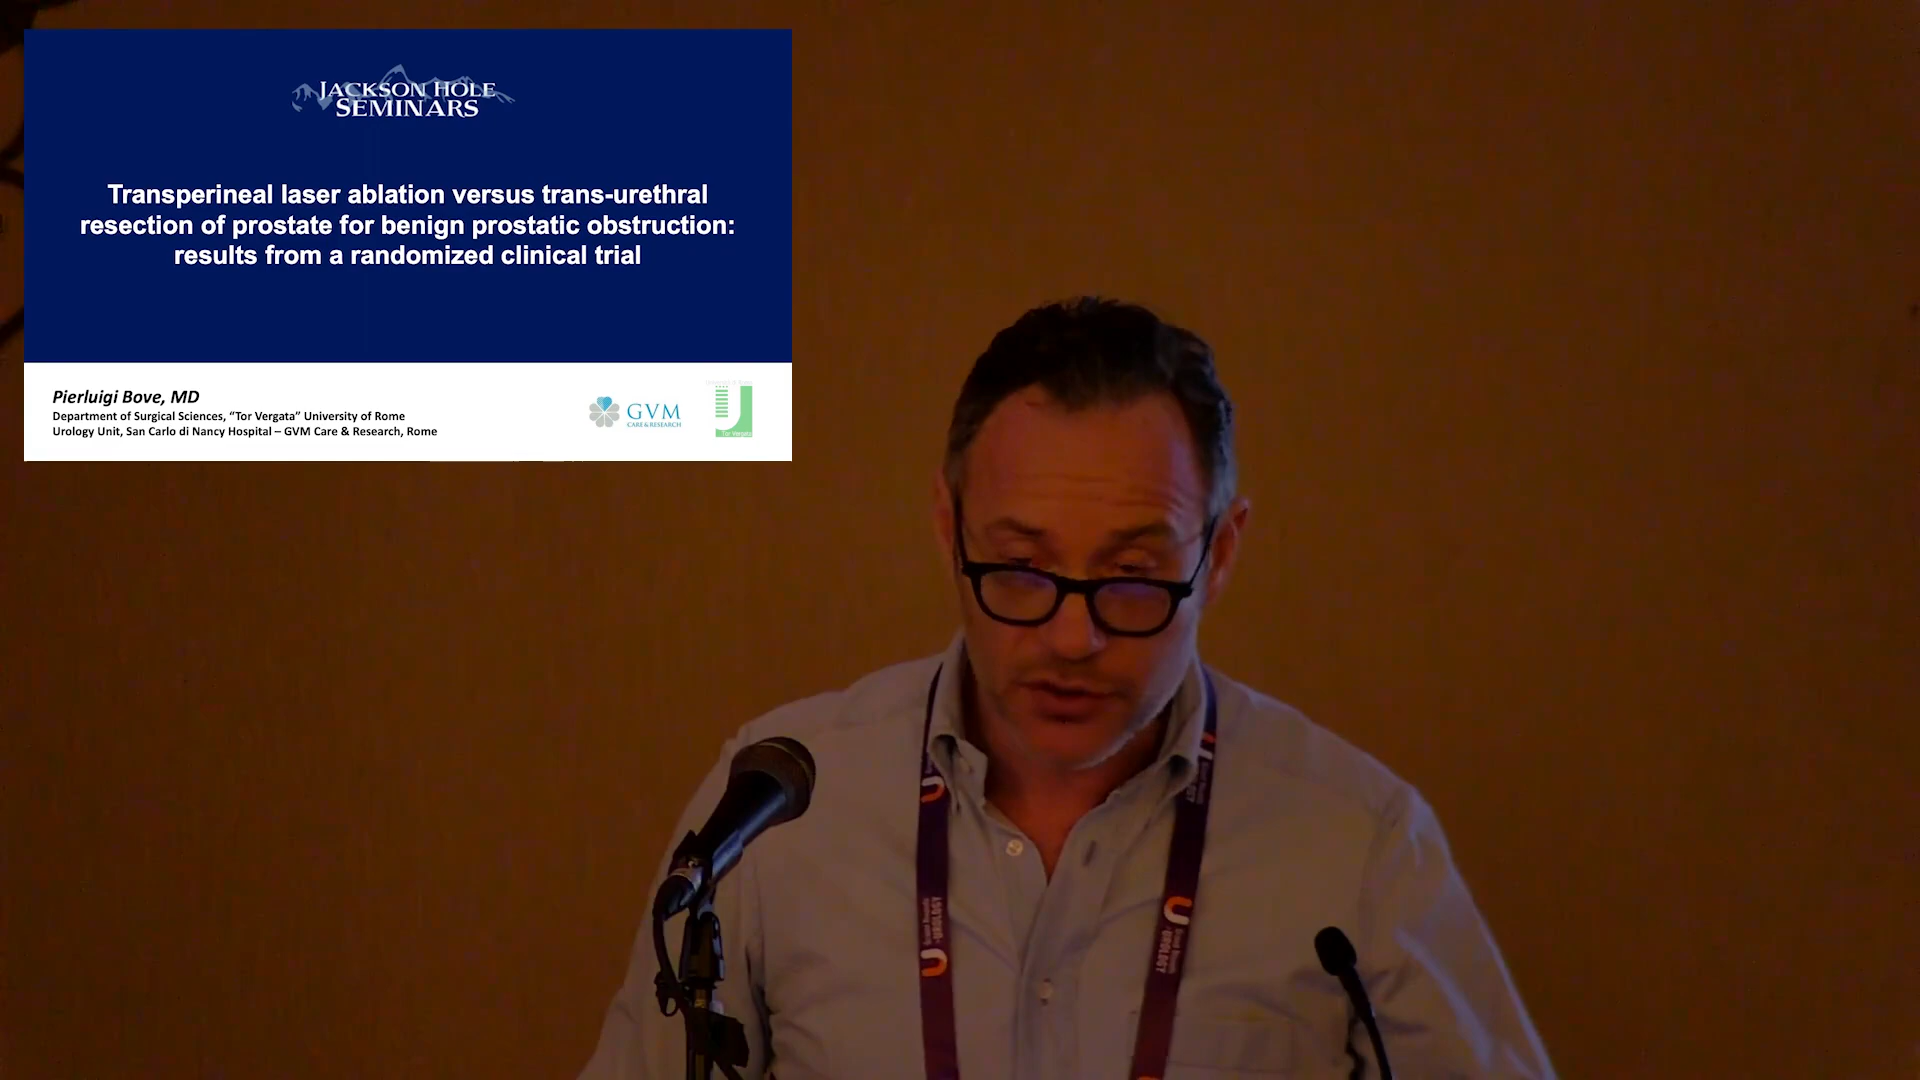 JACKSON HOLE
SEMINARS
Transperineal laser ablation versus trans-urethral
resection of prostate for benign prostatic obstruction:
results from a randomized clinical trial
Pierluigi Bove, MD
Department of Surgical Sciences, “Tor Vergata” University of Rome
Urology Unit, San Carlo di Nancy Hospital – GVM Care & Research, Rome
GVM
CARE & RESEARCH
Tor Vergata
UROLOGY
UROLOGY